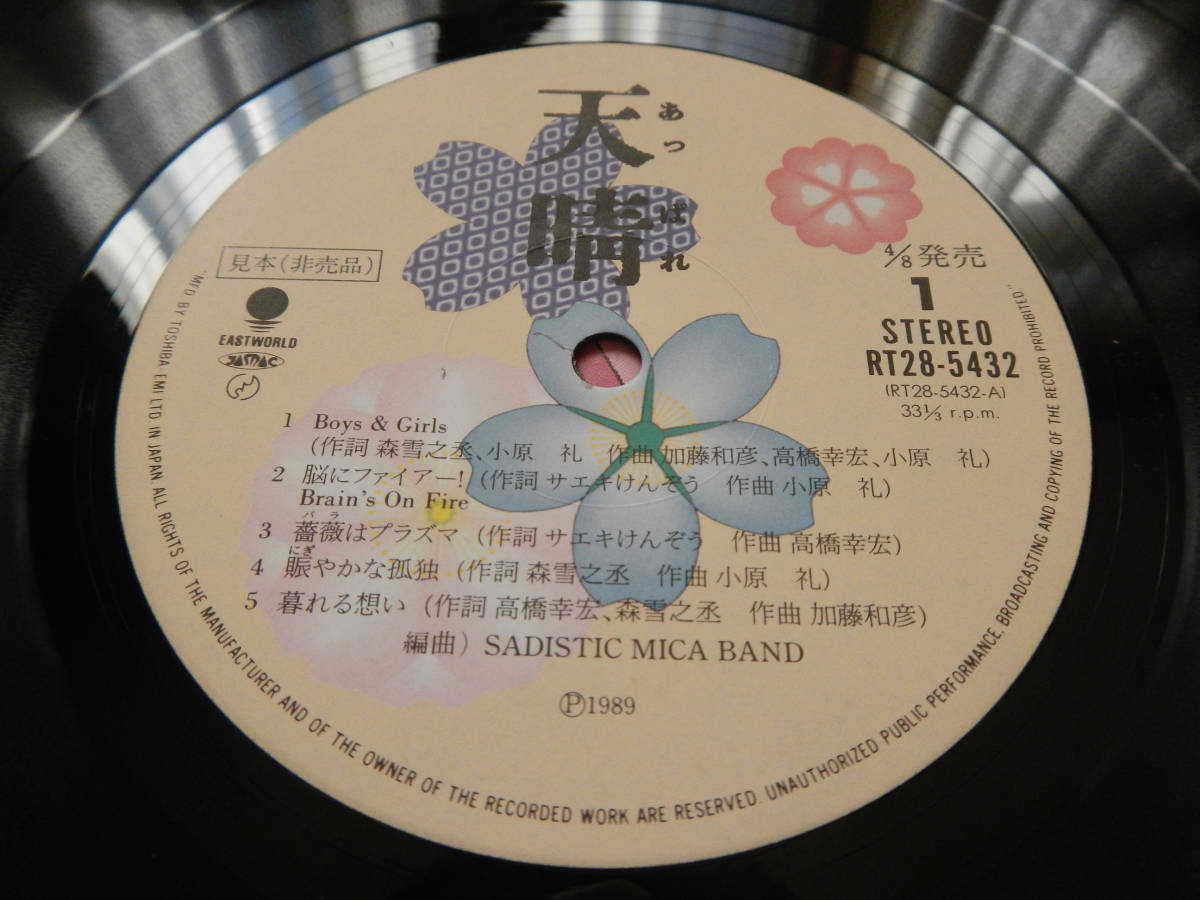 天晴
あっぱれ
見本(非売品)
EASTWORLD
JASRAC
4/8 発売
1
STEREO
RT28-5432
(RT28-5432-A)
33⅓ r.p.m.
1 Boys & Girls
(作詞 森雪之丞、小原 礼 作曲 加藤和彦、高橋幸宏、小原 礼)
2 脳にファイアー! (作詞 サエキけんぞう 作曲 小原 礼)
Brain's On Fire
バラ
3 薔薇はプラズマ (作詞 サエキけんぞう 作曲 高橋幸宏)
にぎ
4 賑やかな孤独 (作詞 森雪之丞 作曲 小原 礼)
5 暮れる想い (作詞 高橋幸宏、森雪之丞 作曲 加藤和彦)
編曲) SADISTIC MICA BAND
Ⓟ1989
"MFD BY TOSHIBA-EMI LTD. IN JAPAN ALL RIGHTS OF THE MANUFACTURER AND OF THE OWNER OF THE RECORDED WORK ARE RESERVED. UNAUTHORIZED PUBLIC PERFORMANCE, BROADCASTING AND COPYING OF THE RECORD PROHIBITED."